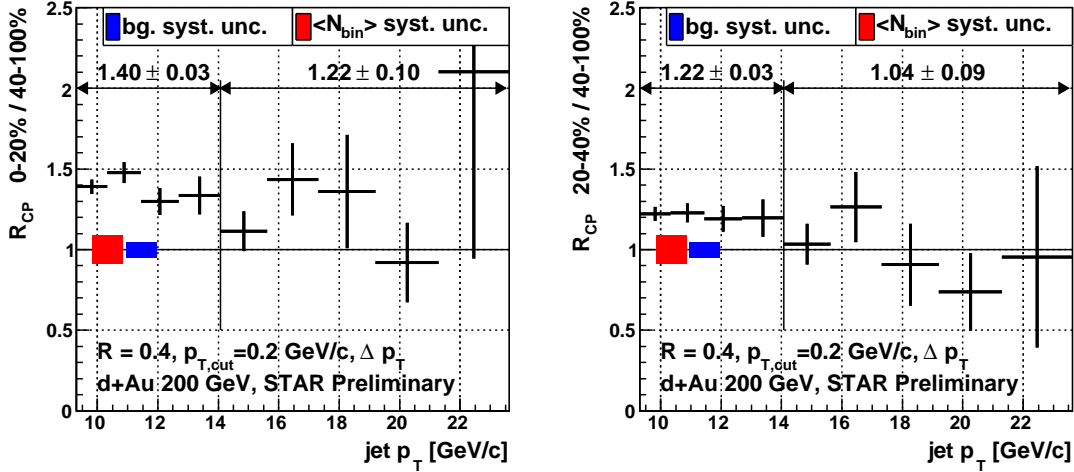 bg. syst. unc. <N_bin> syst. unc.
1.40 ± 0.03 1.22 ± 0.10
R_CP 0-20% / 40-100%
2.5
2
1.5
1
0.5
0
R = 0.4, p_T,cut=0.2 GeV/c, Δ p_T
d+Au 200 GeV, STAR Preliminary
10 12 14 16 18 20 22
jet p_T [GeV/c]
bg. syst. unc. <N_bin> syst. unc.
1.22 ± 0.03 1.04 ± 0.09
R_CP 20-40% / 40-100%
2.5
2
1.5
1
0.5
0
R = 0.4, p_T,cut=0.2 GeV/c, Δ p_T
d+Au 200 GeV, STAR Preliminary
10 12 14 16 18 20 22
jet p_T [GeV/c]